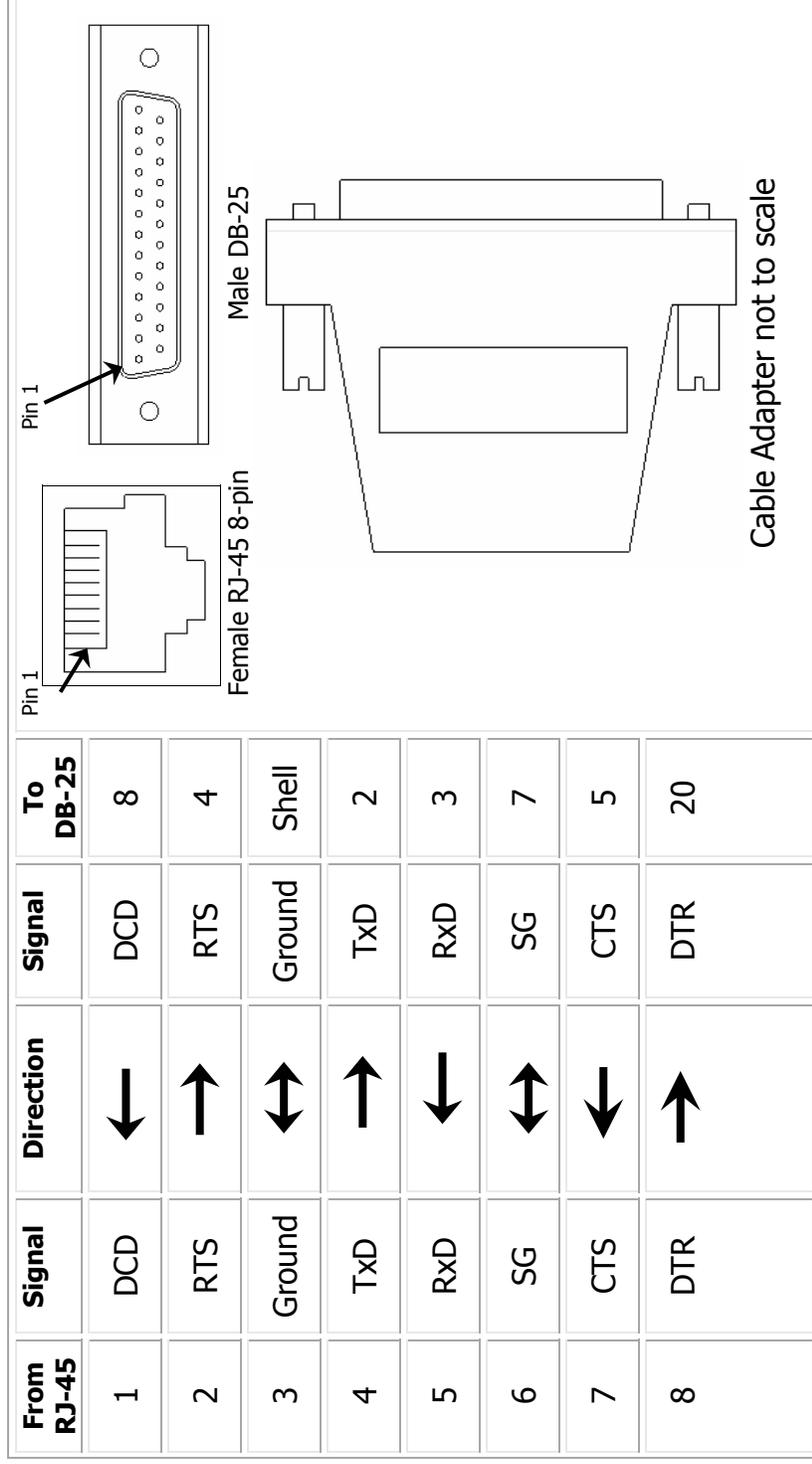 From RJ-45 Signal Direction Signal To DB-25
1 DCD DCD 8
2 RTS RTS 4
3 Ground Ground Shell
4 TxD TxD 2
5 RxD RxD 3
6 SG SG 7
7 CTS CTS 5
8 DTR DTR 20
Pin 1
Female RJ-45 8-pin
Pin 1
Male DB-25
Cable Adapter not to scale